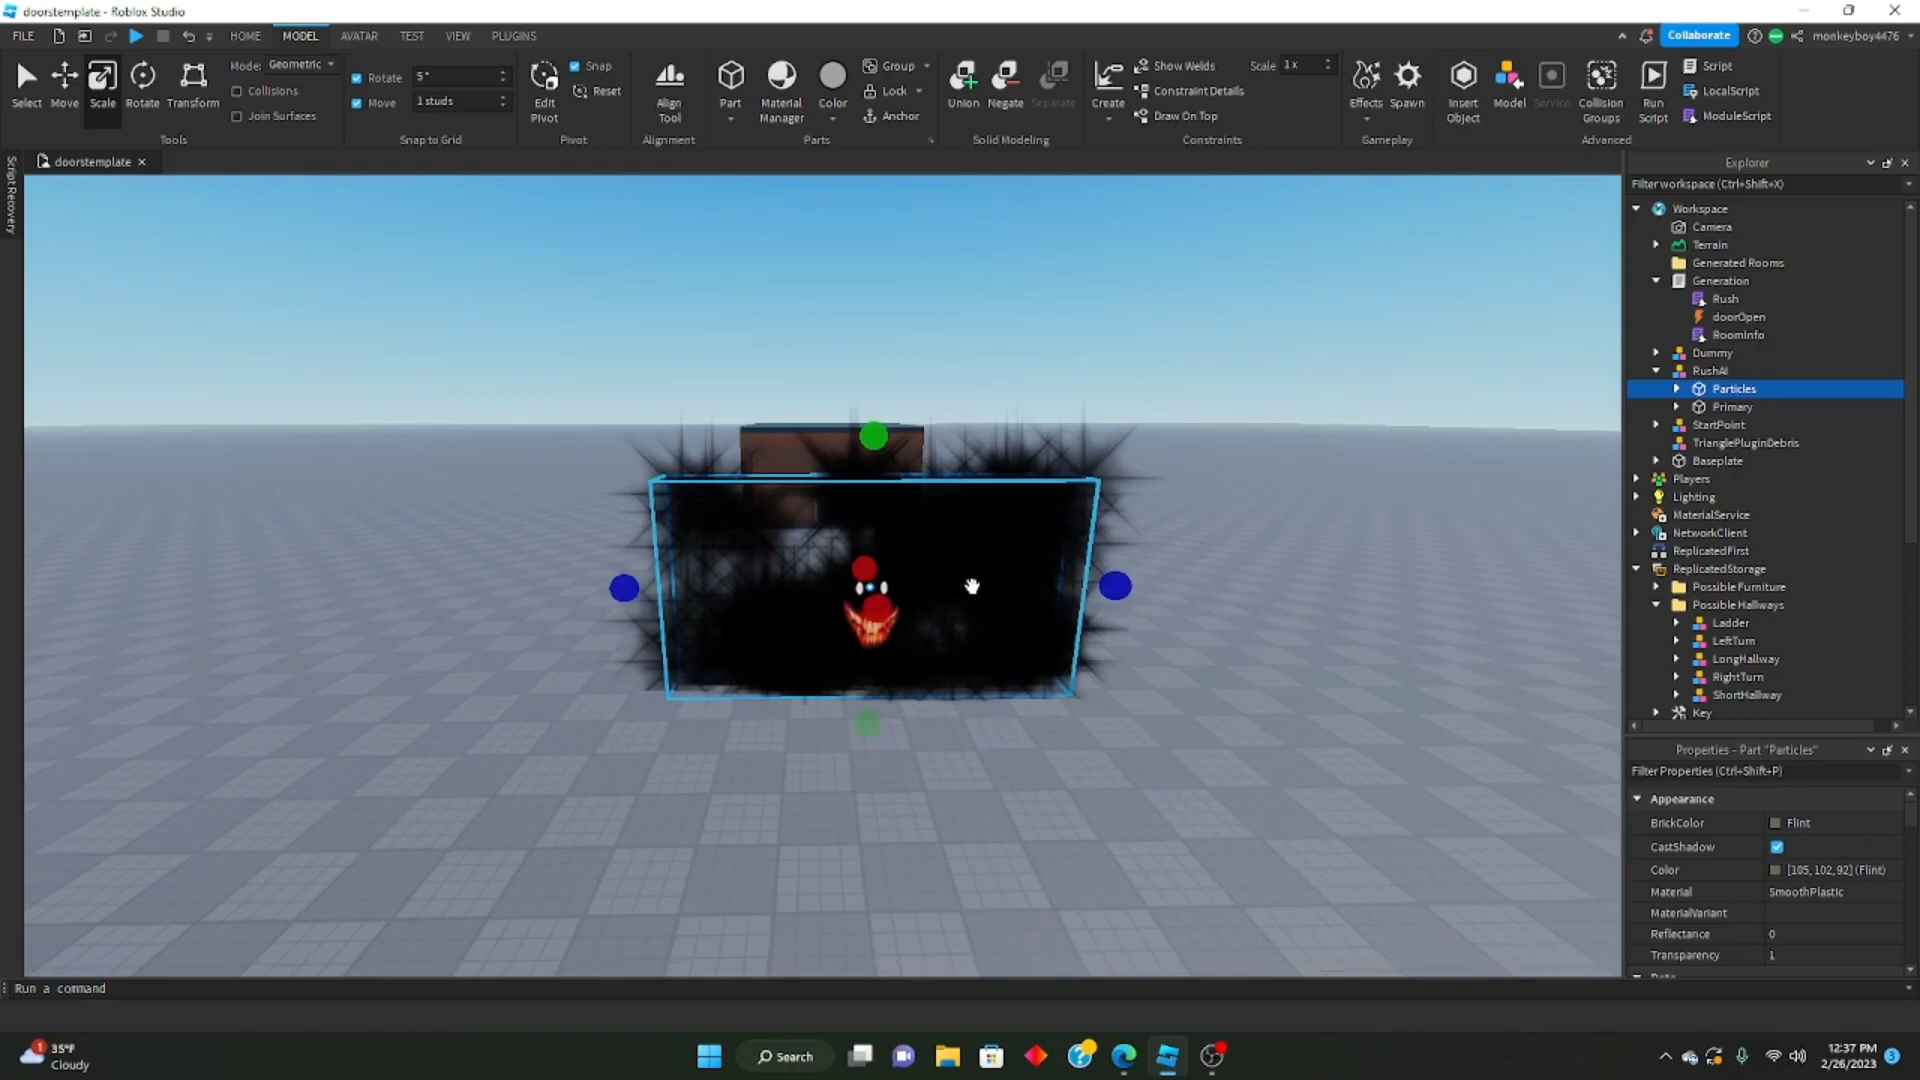 doorstemplate - Roblox Studio
FILE HOME MODEL AVATAR TEST VIEW PLUGINS Collaborate monkeyboy4476
Select Move Scale Rotate Transform
Mode: Geometric
Collisions
Join Surfaces
Tools
Rotate 5°
Move 1 studs
Snap to Grid
Edit Pivot
Snap
Reset
Pivot
Align Tool
Alignment
Part Material Manager Color
Group
Lock
Anchor
Parts
Union Negate Separate
Solid Modeling
Create
Show Welds
Constraint Details
Draw On Top
Scale 1 x
Constraints
Effects Spawn
Gameplay
Insert Object
Model
Service
Collision Groups
Run Script
Script
LocalScript
ModuleScript
Advanced
Script Recovery
doorstemplate
Explorer
Filter workspace (Ctrl+Shift+X)
Workspace
Camera
Terrain
Generated Rooms
Generation
Rush
doorOpen
RoomInfo
Dummy
RushAI
Particles
Primary
StartPoint
TrianglePluginDebris
Baseplate
Players
Lighting
MaterialService
NetworkClient
ReplicatedFirst
ReplicatedStorage
Possible Furniture
Possible Hallways
Ladder
LeftTurn
LongHallway
RightTurn
ShortHallway
Key
Properties - Part "Particles"
Filter Properties (Ctrl+Shift+P)
Appearance
BrickColor Flint
CastShadow
Color [105, 102, 92] (Flint)
Material SmoothPlastic
MaterialVariant
Reflectance 0
Transparency 1
Run a command
1
35°F
Cloudy
Search
12:37 PM
2/26/2023
3